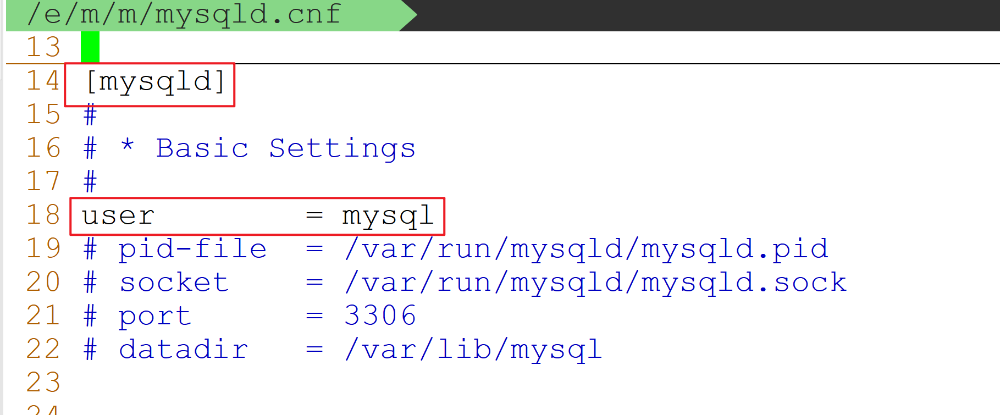 /e/m/m/mysqld.cnf
13
14 [mysqld]
15 #
16 # * Basic Settings
17 #
18 user = mysql
19 # pid-file = /var/run/mysqld/mysqld.pid
20 # socket = /var/run/mysqld/mysqld.sock
21 # port = 3306
22 # datadir = /var/lib/mysql
23
24